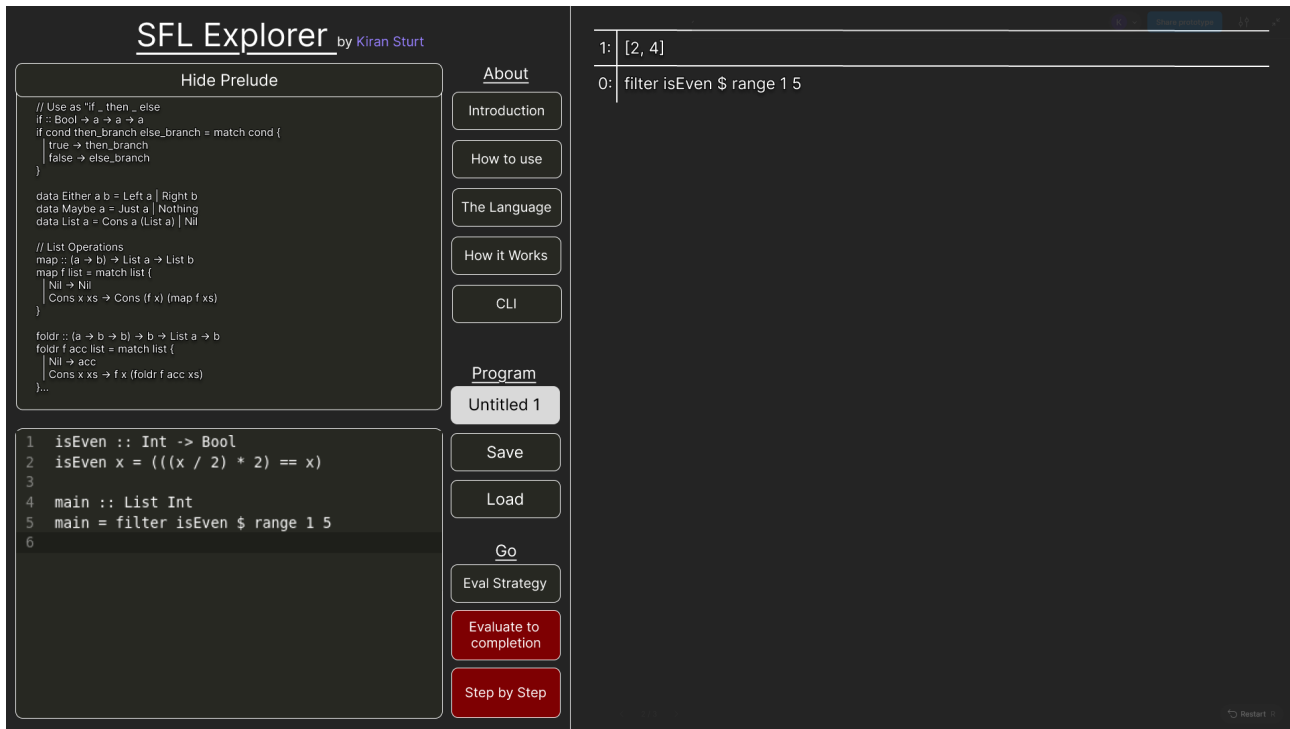 SFL Explorer by Kiran Sturt
Hide Prelude
// Use as "if _ then _ else
if :: Bool → a → a → a
if cond then_branch else_branch = match cond {
| true → then_branch
| false → else_branch
}
data Either a b = Left a | Right b
data Maybe a = Just a | Nothing
data List a = Cons a (List a) | Nil
// List Operations
map :: (a → b) → List a → List b
map f list = match list {
| Nil → Nil
| Cons x xs → Cons (f x) (map f xs)
}
foldr :: (a → b → b) → b → List a → b
foldr f acc list = match list {
| Nil → acc
| Cons x xs → f x (foldr f acc xs)
}...
1 isEven :: Int -> Bool
2 isEven x = (((x / 2) * 2) == x)
3
4 main :: List Int
5 main = filter isEven $ range 1 5
6
About
Introduction
How to use
The Language
How it Works
CLI
Program
Untitled 1
Save
Load
Go
Eval Strategy
Evaluate to
completion
Step by Step
1: [2, 4]
0: filter isEven $ range 1 5
Share prototype
Restart R